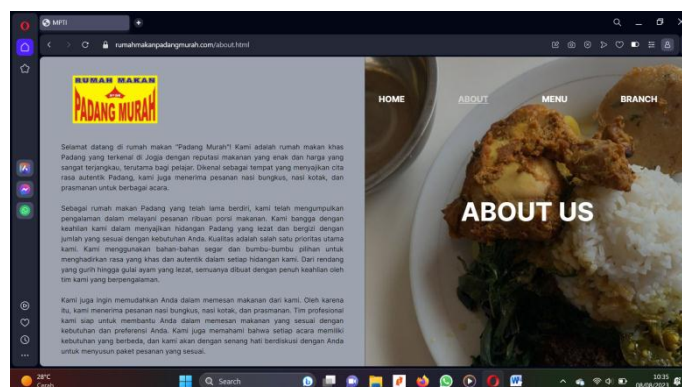 MPTI
rumahmakanpadangmurah.com/about.html
RUMAH MAKAN
PADANG MURAH
HOME
ABOUT
MENU
BRANCH
ABOUT US
Selamat datang di rumah makan "Padang Murah"! Kami adalah rumah makan khas
Padang yang terkenal di Jogja dengan reputasi makanan yang enak dan harga yang
sangat terjangkau, terutama bagi pelajar. Dikenal sebagai tempat yang menyajikan cita
rasa autentik Padang, kami juga menerima pesanan nasi bungkus, nasi kotak, dan
prasmanan untuk berbagai acara.
Sebagai rumah makan Padang yang telah lama berdiri, kami telah mengumpulkan
pengalaman dalam melayani pesanan ribuan porsi makanan. Kami bangga dengan
keahlian kami dalam menyajikan hidangan Padang yang lezat dan bergizi dengan
jumlah yang sesuai dengan kebutuhan Anda. Kualitas adalah salah satu prioritas utama
kami. Kami menggunakan bahan-bahan segar dan bumbu-bumbu pilihan untuk
menghadirkan rasa yang khas dan autentik dalam setiap hidangan kami. Dari rendang
yang gurih hingga gulai ayam yang lezat, semuanya dibuat dengan penuh keahlian oleh
tim kami yang berpengalaman.
Kami juga ingin memudahkan Anda dalam memesan makanan dari kami. Oleh karena
itu, kami menerima pesanan nasi bungkus, nasi kotak, dan prasmanan. Tim profesional
kami siap untuk membantu Anda dalam memesan makanan yang sesuai dengan
kebutuhan dan preferensi Anda. Kami juga memahami bahwa setiap acara memiliki
kebutuhan yang berbeda, dan kami akan dengan senang hati berdiskusi dengan Anda
untuk menyusun paket pesanan yang sesuai.
28°C
Cerah
Search
10:35
08/08/2023